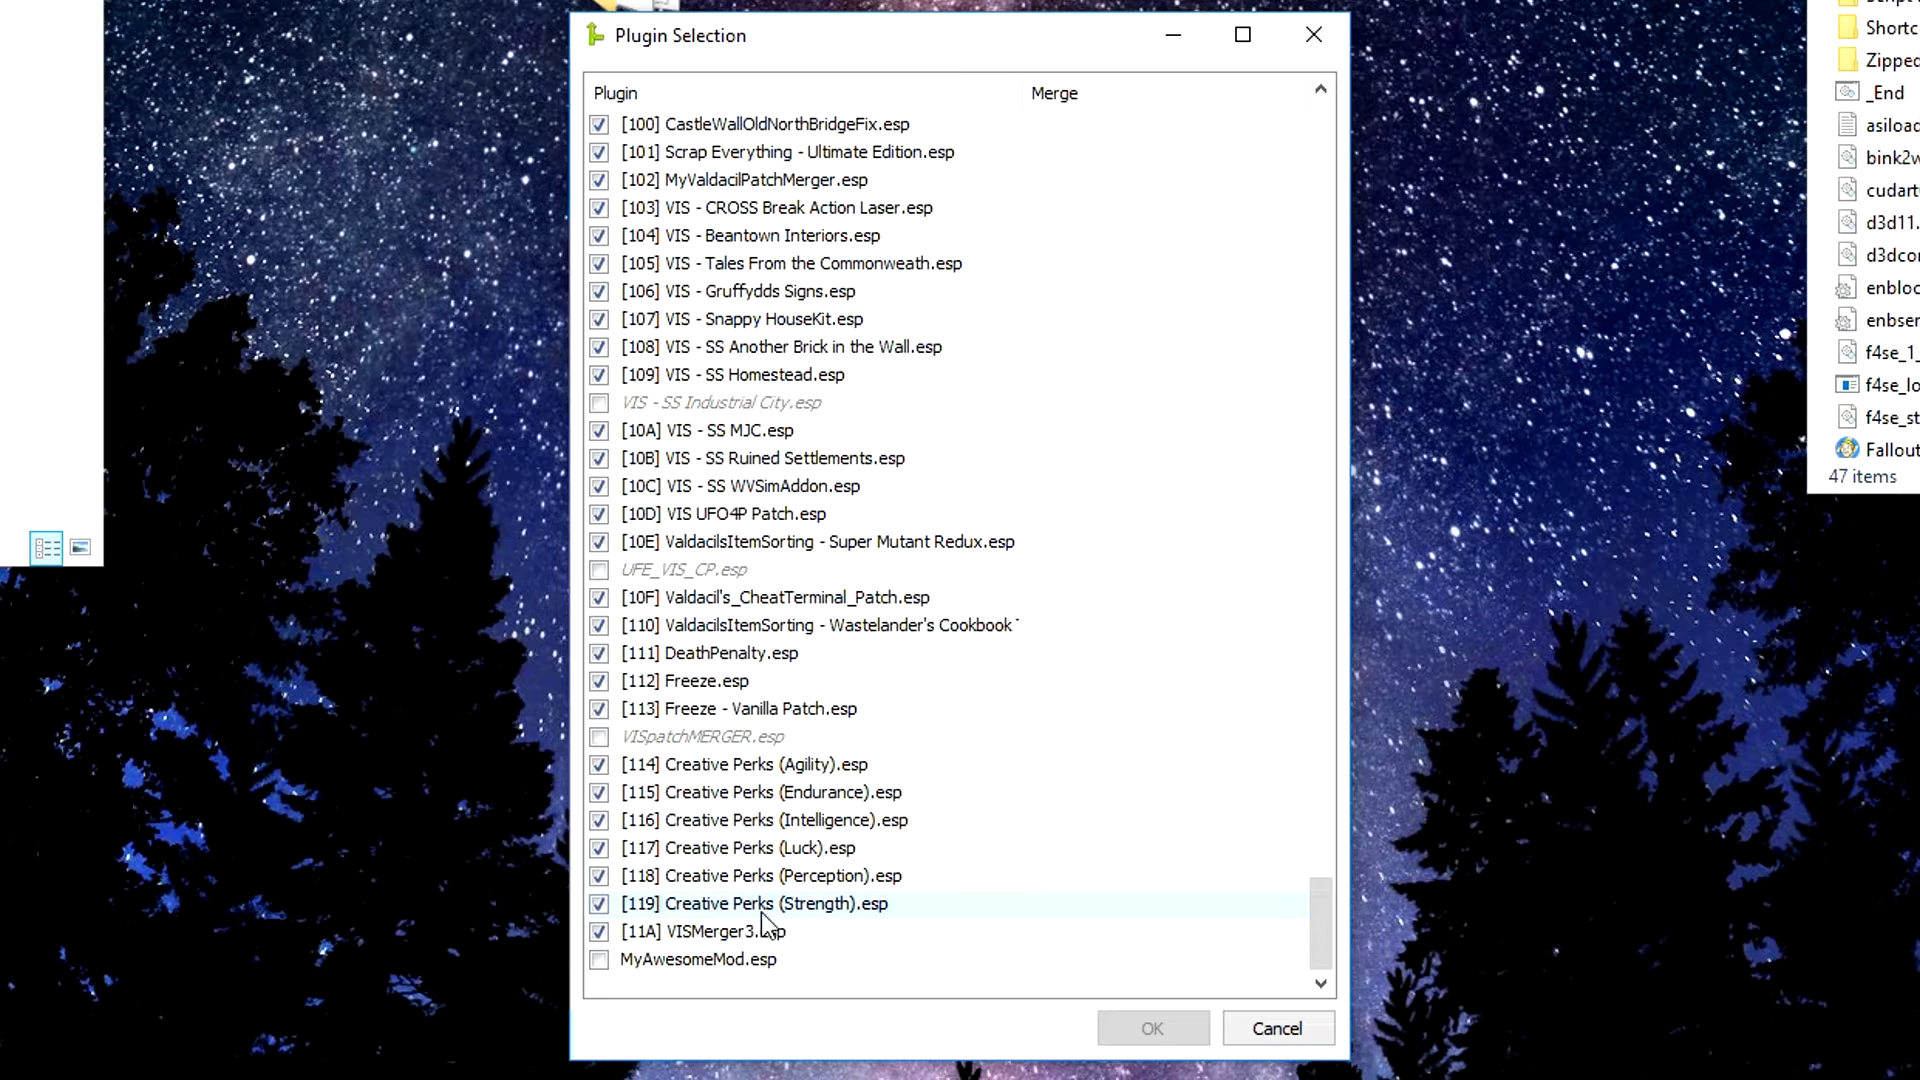 Plugin Selection
Plugin Merge
[100] CastleWallOldNorthBridgeFix.esp
[101] Scrap Everything - Ultimate Edition.esp
[102] MyValdacilPatchMerger.esp
[103] VIS - CROSS Break Action Laser.esp
[104] VIS - Beantown Interiors.esp
[105] VIS - Tales From the Commonweath.esp
[106] VIS - Gruffydds Signs.esp
[107] VIS - Snappy HouseKit.esp
[108] VIS - SS Another Brick in the Wall.esp
[109] VIS - SS Homestead.esp
VIS - SS Industrial City.esp
[10A] VIS - SS MJC.esp
[10B] VIS - SS Ruined Settlements.esp
[10C] VIS - SS WVSimAddon.esp
[10D] VIS UFO4P Patch.esp
[10E] ValdacilsItemSorting - Super Mutant Redux.esp
UFE_VIS_CP.esp
[10F] Valdacil's_CheatTerminal_Patch.esp
[110] ValdacilsItemSorting - Wastelander's Cookbook
[111] DeathPenalty.esp
[112] Freeze.esp
[113] Freeze - Vanilla Patch.esp
VISpatchMERGER.esp
[114] Creative Perks (Agility).esp
[115] Creative Perks (Endurance).esp
[116] Creative Perks (Intelligence).esp
[117] Creative Perks (Luck).esp
[118] Creative Perks (Perception).esp
[119] Creative Perks (Strength).esp
[11A] VISMerger3.esp
MyAwesomeMod.esp
OK Cancel
Shortc
Zipped
_End
asiload
bink2w
cudart
d3d11.
d3dcor
enbloc
enbser
f4se_1_
f4se_lo
f4se_st
Fallout
47 items